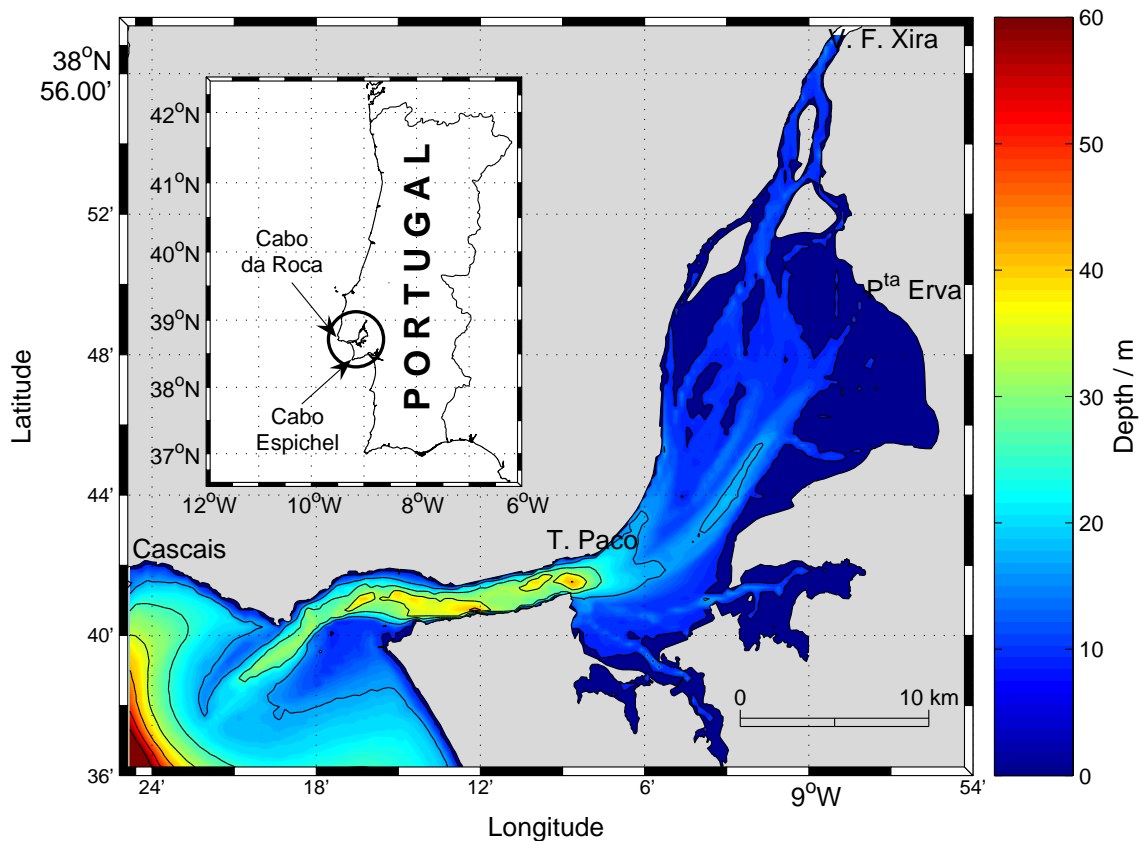 V. F. Xira
38°N
56.00'
52'
48'
44'
40'
36'
Latitude
42°N
41°N
40°N
39°N
38°N
37°N
12°W
10°W
8°W
6°W
Cabo
da Roca
Cabo
Espichel
PORTUGAL
Pta Erva
Cascais
T. Paco
0
10 km
24'
18'
12'
6'
9°W
54'
Longitude
60
50
40
30
20
10
0
Depth / m